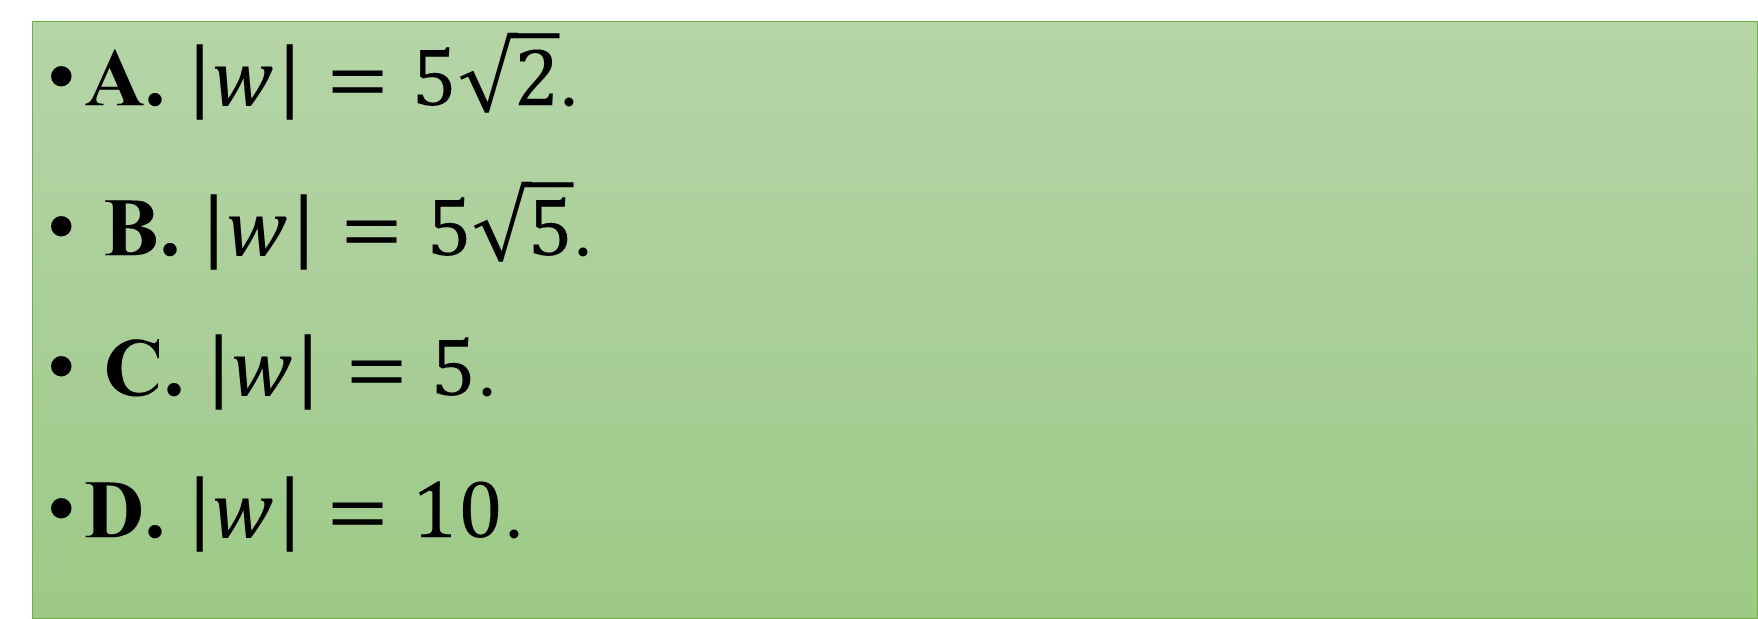 • A. |w| = 5√2.
• B. |w| = 5√5.
• C. |w| = 5.
• D. |w| = 10.